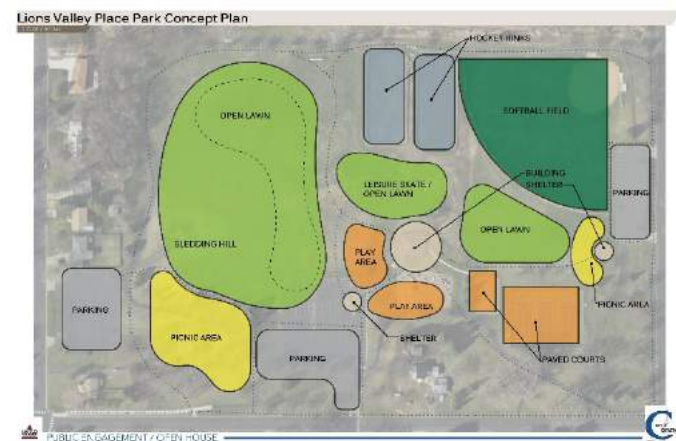 Lions Valley Place Park Concept Plan
HOCKEY RINKS
OPEN LAWN
SOFTBALL FIELD
BUILDING
SHELTER
LEISURE SKATE /
OPEN LAWN
PARKING
OPEN LAWN
SLEDDING HILL
PLAY
AREA
PICNIC AREA
PARKING
PLAY AREA
PICNIC AREA
SHELTER
PARKING
PAVED COURTS
PUBLIC ENGAGEMENT / OPEN HOUSE